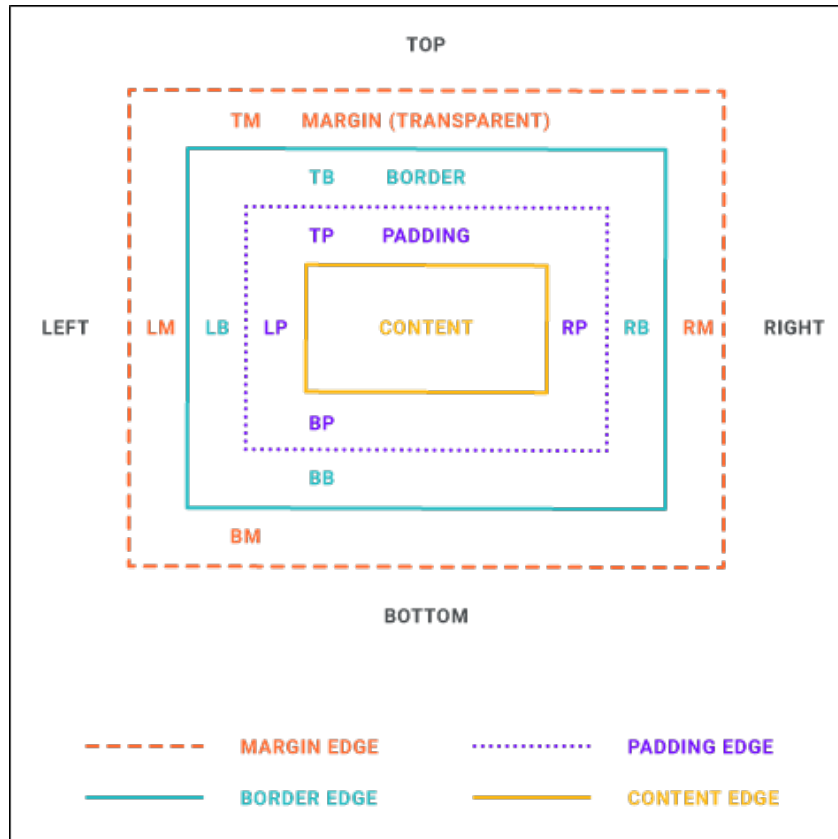 TOP
TM MARGIN (TRANSPARENT)
TB BORDER
TP PADDING
LEFT LM LB LP CONTENT RP RB RM RIGHT
BP
BB
BM
BOTTOM
MARGIN EDGE PADDING EDGE
BORDER EDGE CONTENT EDGE